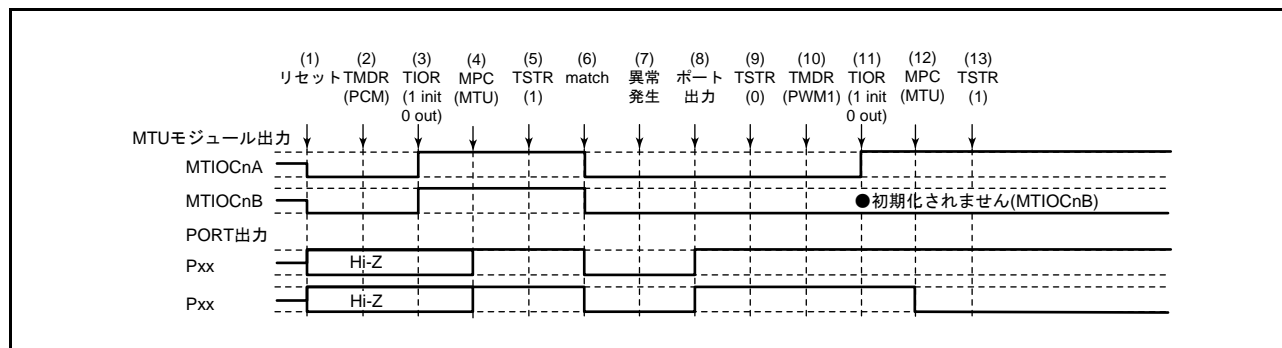 (1) (2) (3) (4) (5) (6) (7) (8) (9) (10) (11) (12) (13)
リセット TMDR TIOR MPC TSTR match 異常 ポート TSTR TMDR TIOR MPC TSTR
(PCM) (1 init (MTU) (1) 発生 出力 (0) (PWM1) (1 init (MTU) (1)
0 out) 0 out)
MTUモジュール出力
MTIOCnA
MTIOCnB ●初期化されません(MTIOCnB)
PORT出力
Pxx Hi-Z
Pxx Hi-Z